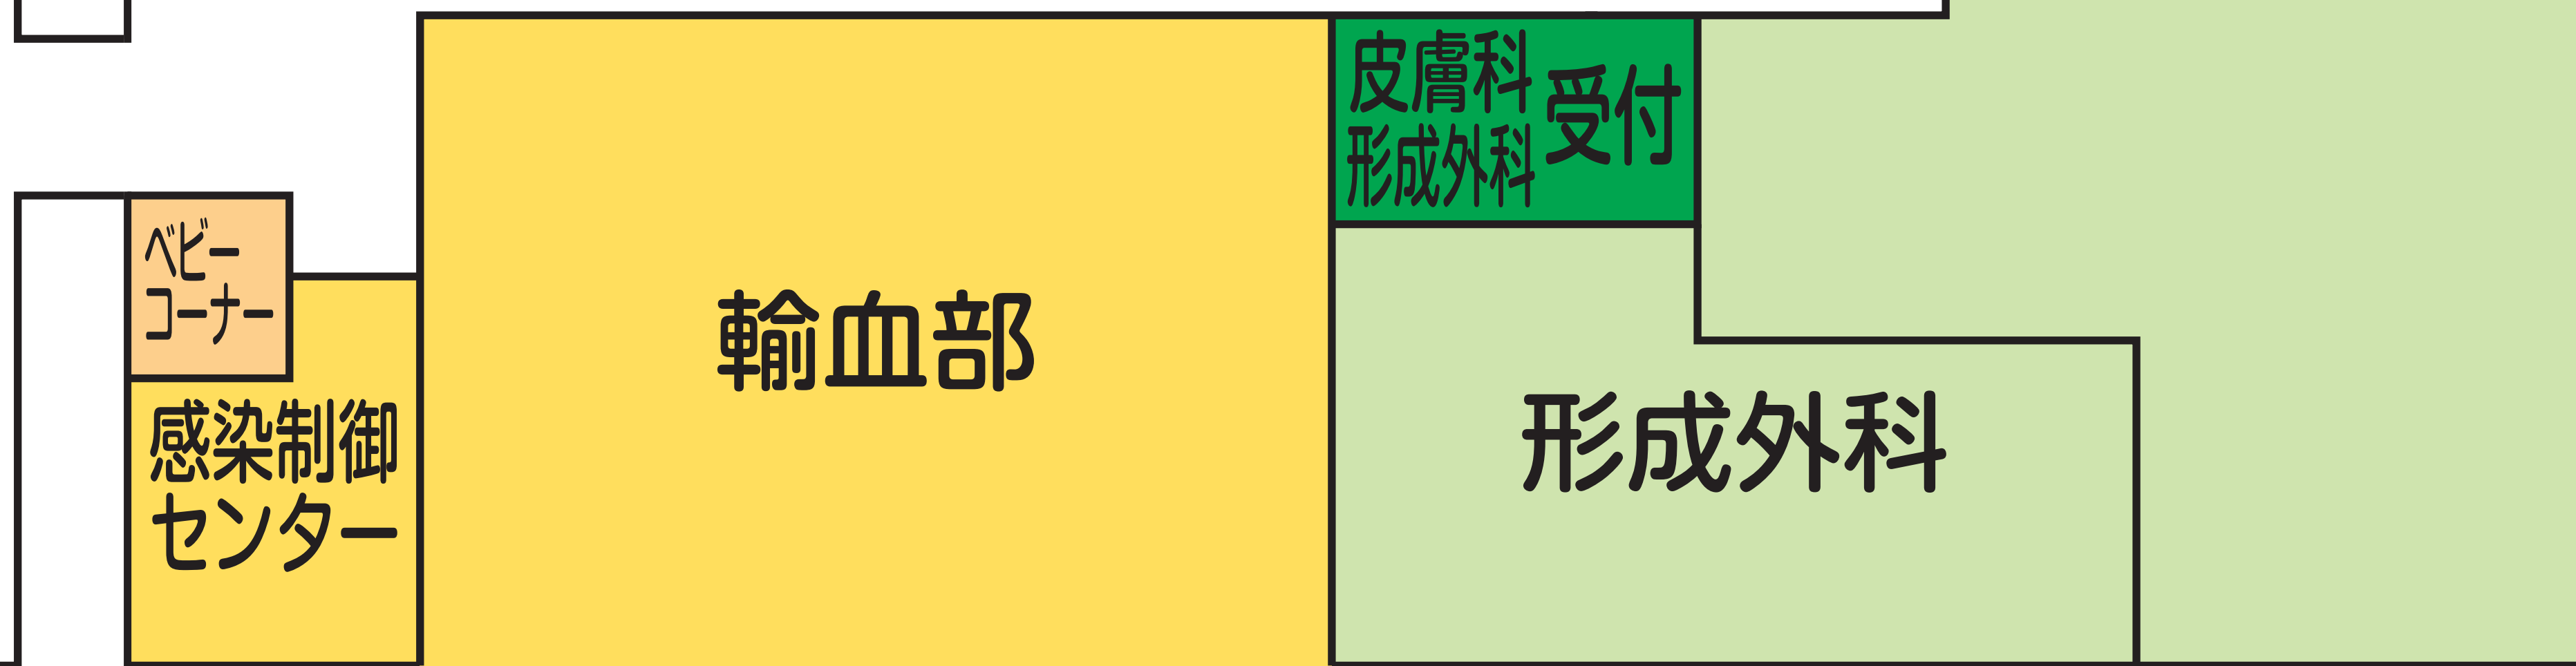 ベビー
コーナー
感染制御
センター
輸血部
皮膚科
形成外科
受付
形成外科